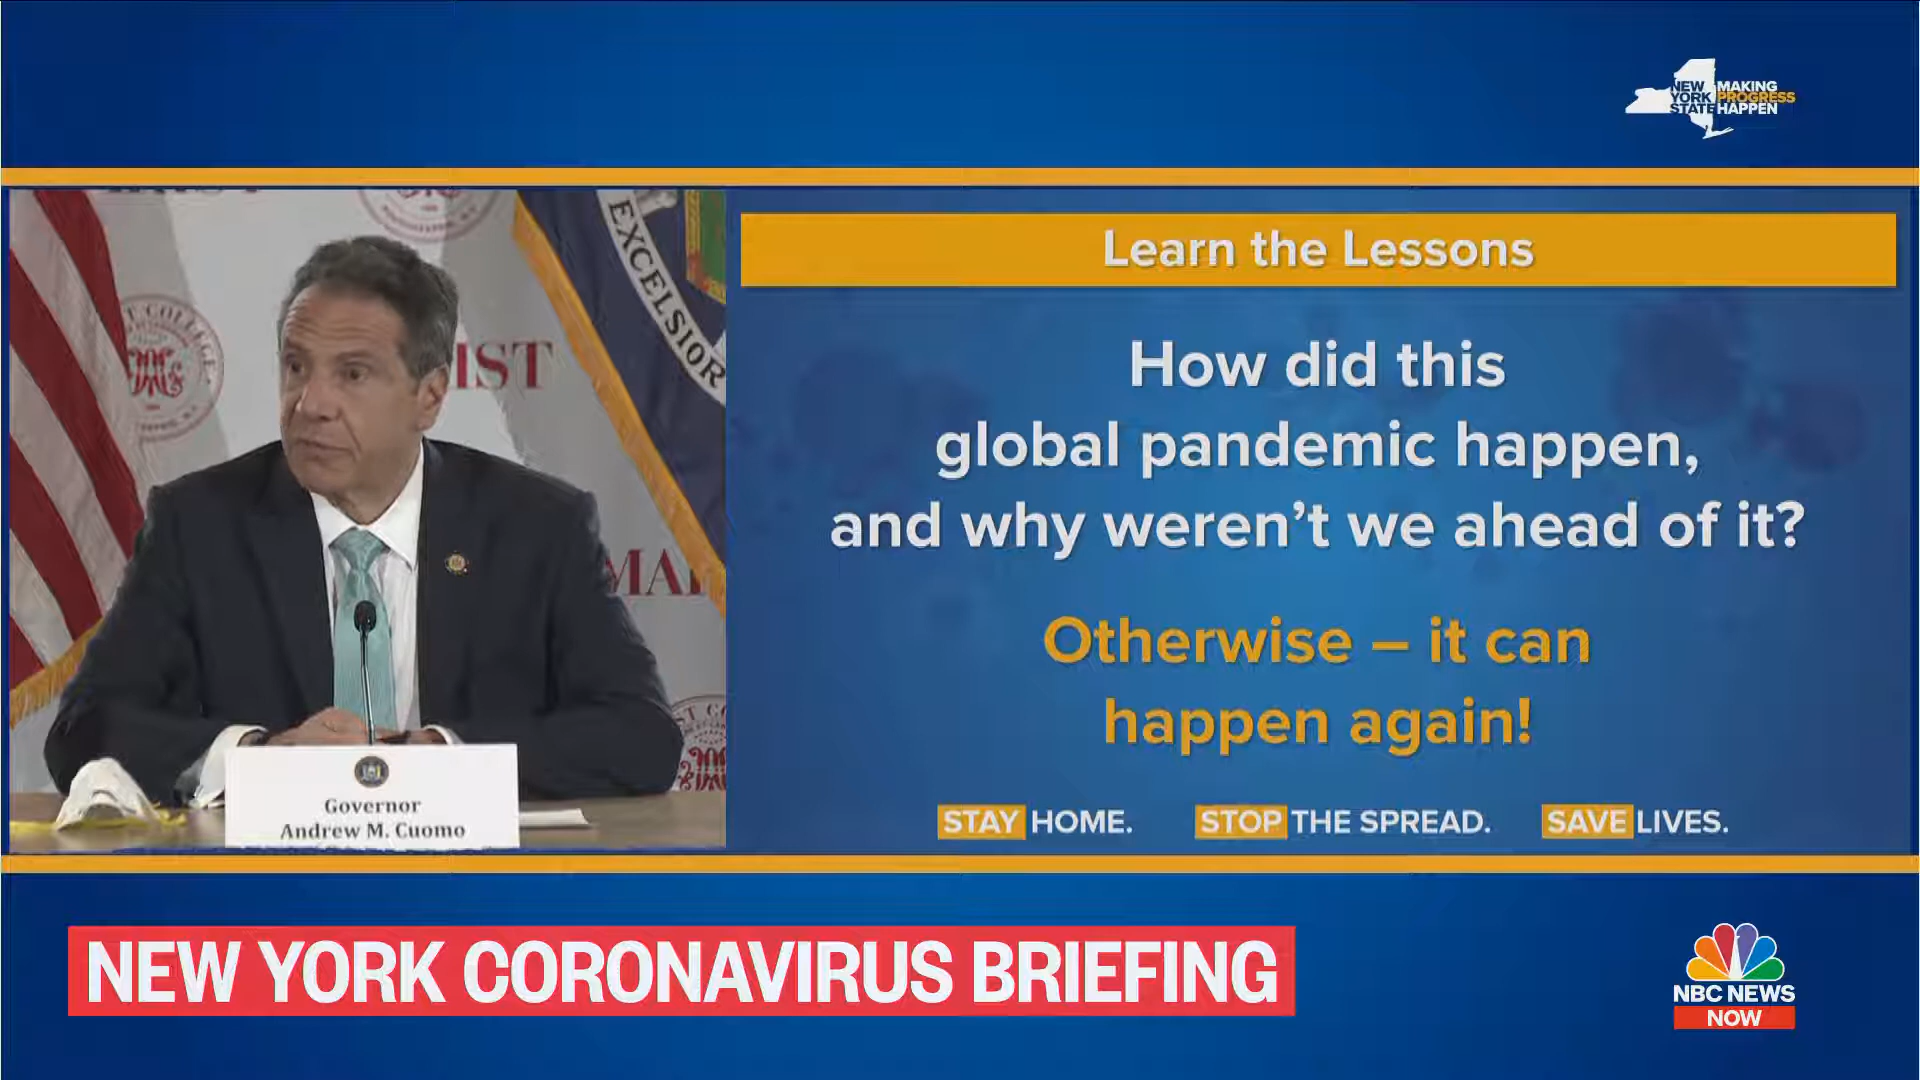 NEW YORK STATE
MAKING
PROGRESS
HAPPEN
EXCELSIOR
IST
MAI
Governor
Andrew M. Cuomo
Learn the Lessons
How did this
global pandemic happen,
and why weren’t we ahead of it?
Otherwise – it can
happen again!
STAY HOME. STOP THE SPREAD. SAVE LIVES.
NEW YORK CORONAVIRUS BRIEFING
NBC NEWS
NOW